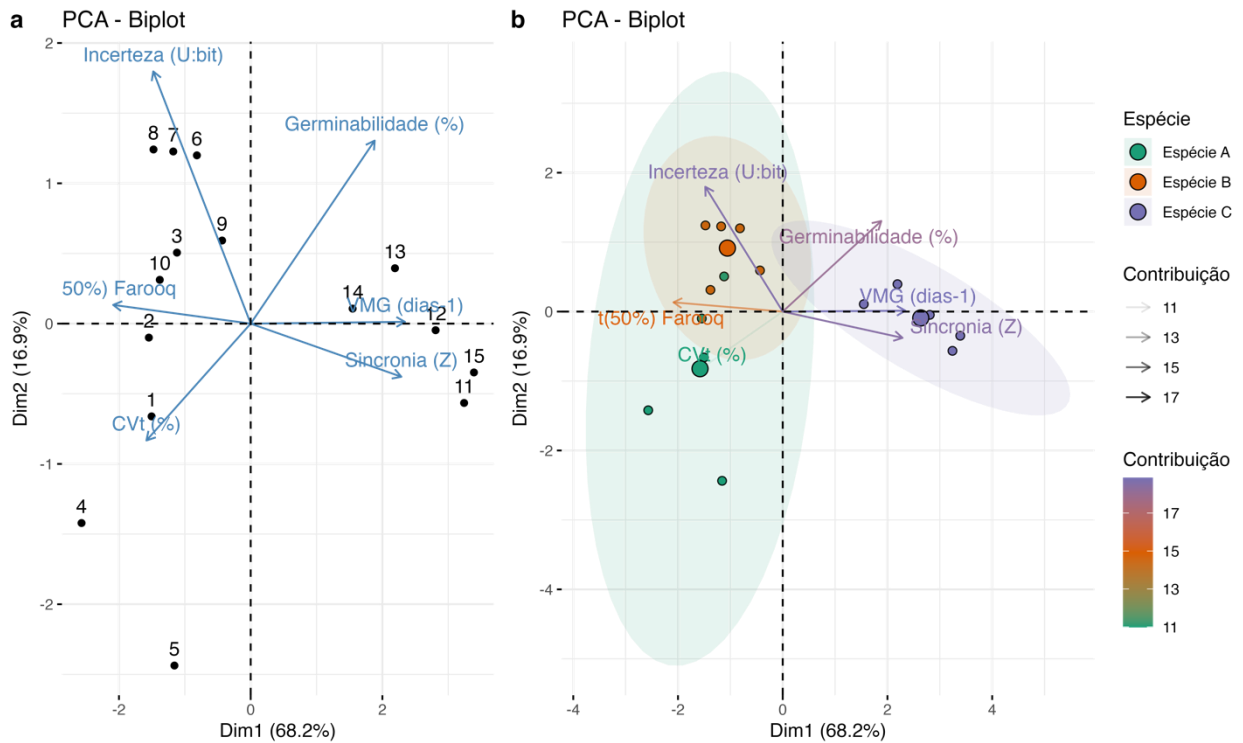 a PCA - Biplot
Incerteza (U:bit)
Germinabilidade (%)
8 7 6
9
3
10
13
50%) Farooq
14
VMG (dias-1)
12
2
Sincronia (Z)
15
11
1
CVt (%)
4
5
2
1
0
-1
-2
Dim2 (16.9%)
-2 0 2
Dim1 (68.2%)
b PCA - Biplot
Incerteza (U:bit)
Germinabilidade (%)
VMG (dias-1)
t(50%) Farooq
Sincronia (Z)
CVt (%)
2
0
-2
-4
Dim2 (16.9%)
-4 -2 0 2 4
Dim1 (68.2%)
Espécie
Espécie A
Espécie B
Espécie C
Contribuição
11
13
15
17
Contribuição
17
15
13
11